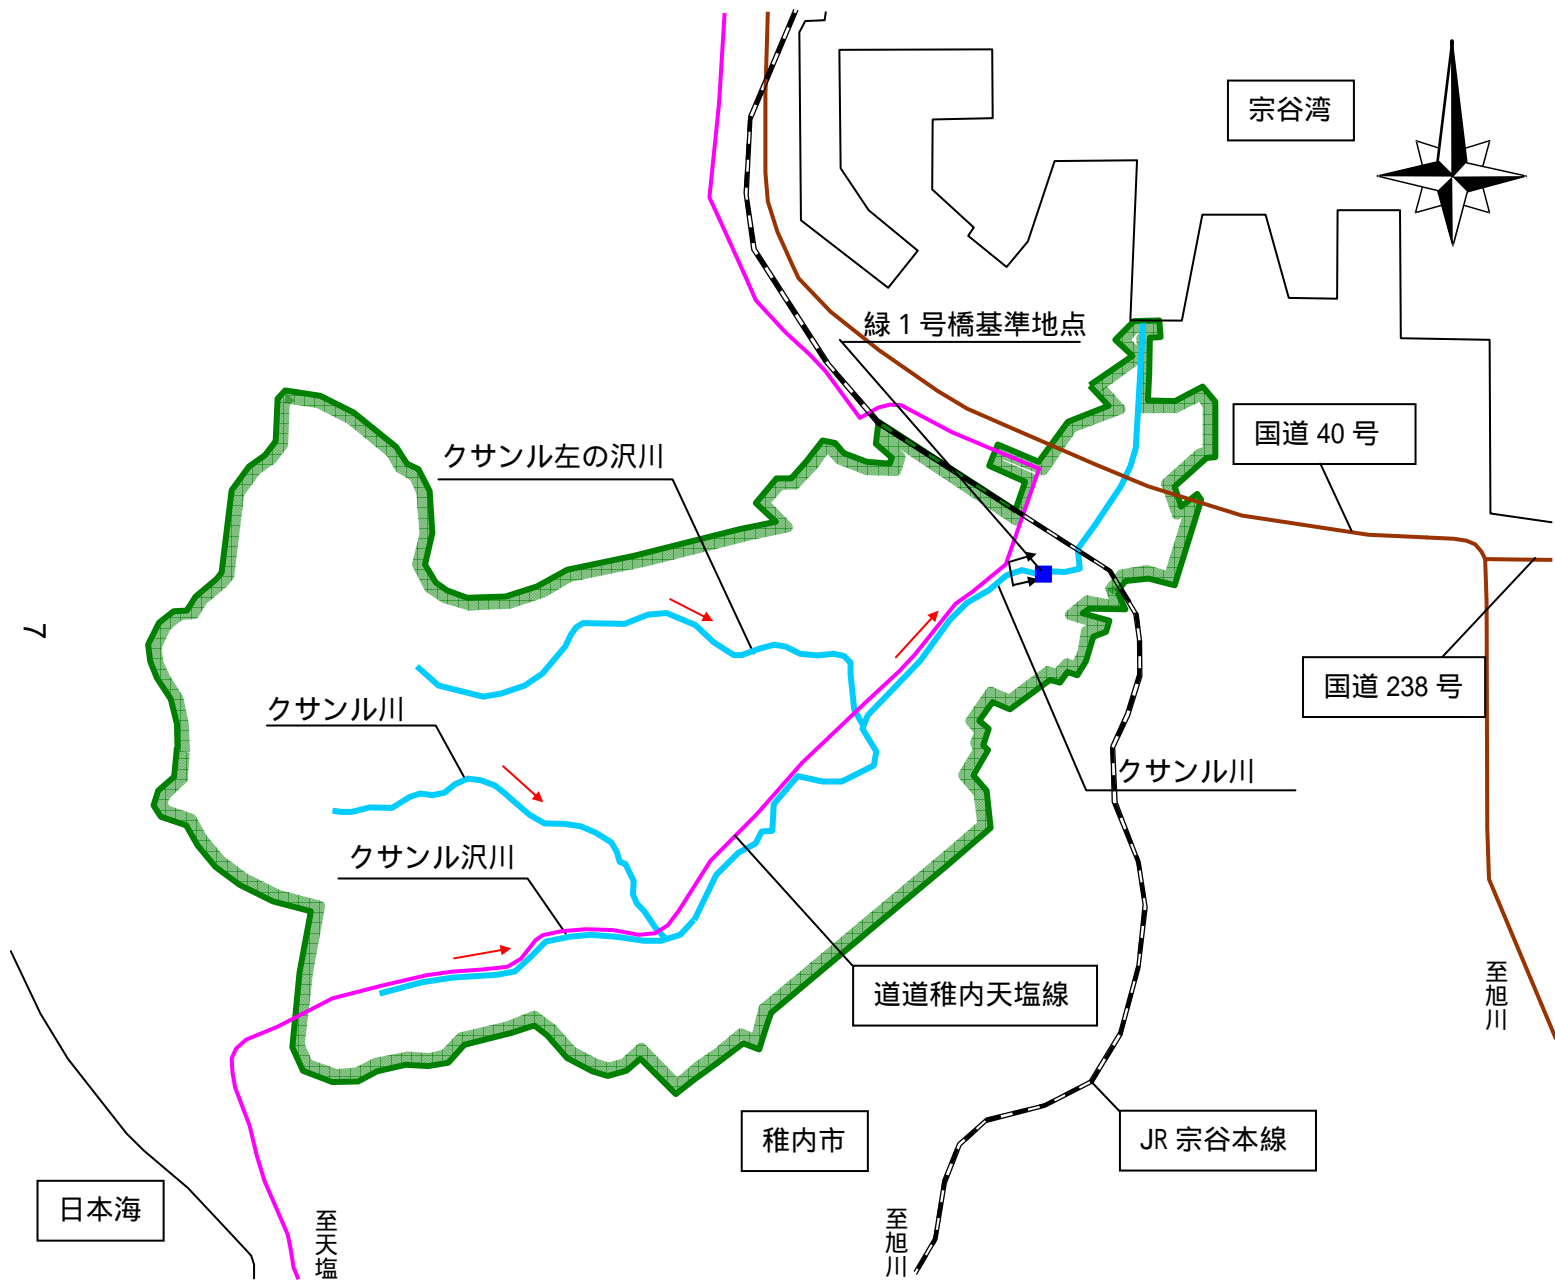 宗谷湾
緑１号橋基準地点
国道 40 号
クサンル左の沢川
7
国道 238 号
クサンル川
クサンル川
クサンル沢川
道道稚内天塩線
至旭川
稚内市
JR 宗谷本線
日本海
至天塩
至旭川